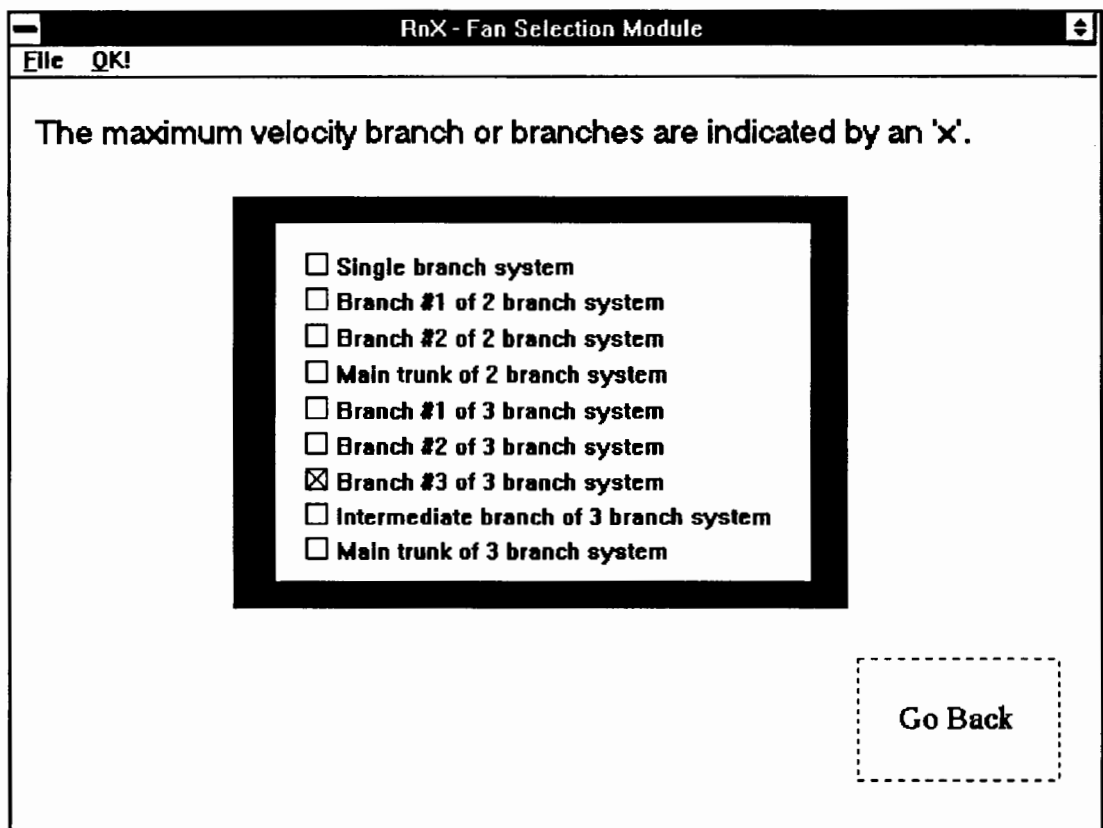 RnX - Fan Selection Module
File OK!
The maximum velocity branch or branches are indicated by an 'x'.
Single branch system
Branch #1 of 2 branch system
Branch #2 of 2 branch system
Main trunk of 2 branch system
Branch #1 of 3 branch system
Branch #2 of 3 branch system
Branch #3 of 3 branch system
Intermediate branch of 3 branch system
Main trunk of 3 branch system
Go Back